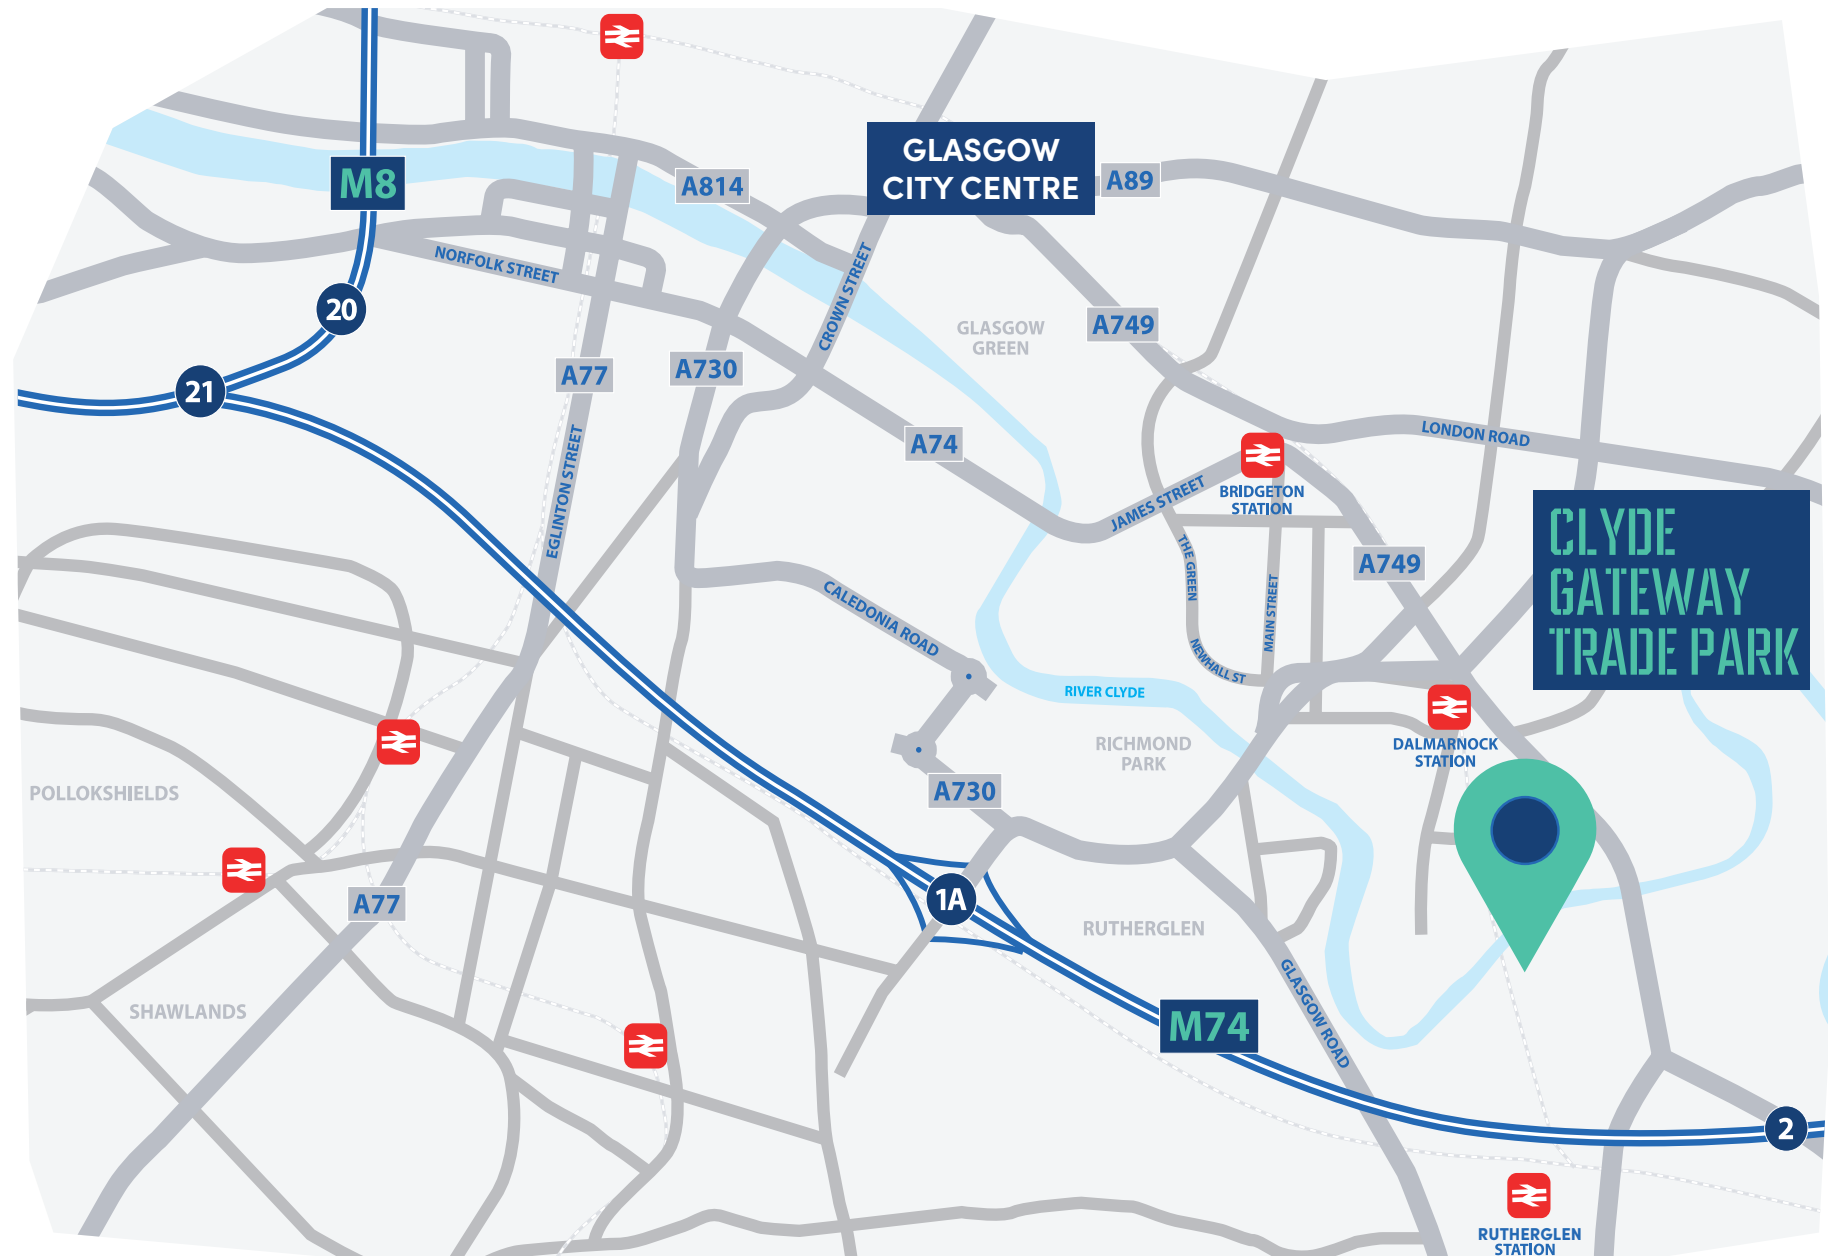 GLASGOW
CITY CENTRE
M8
A814
A89
NORFOLK STREET
CROWN STREET
20
GLASGOW
GREEN
A749
21
A77
A730
A74
LONDON ROAD
EGLINTON STREET
JAMES STREET
BRIDGETON
STATION
CLYDE
GATEWAY
TRADE PARK
THE GREEN
A749
MAIN STREET
CALEDONIA ROAD
NEWHALL ST
RIVER CLYDE
RICHMOND
PARK
DALMARNOCK
STATION
POLLOKSHIELDS
A730
A77
1A
RUTHERGLEN
SHAWLANDS
GLASGOW ROAD
M74
2
RUTHERGLEN
STATION